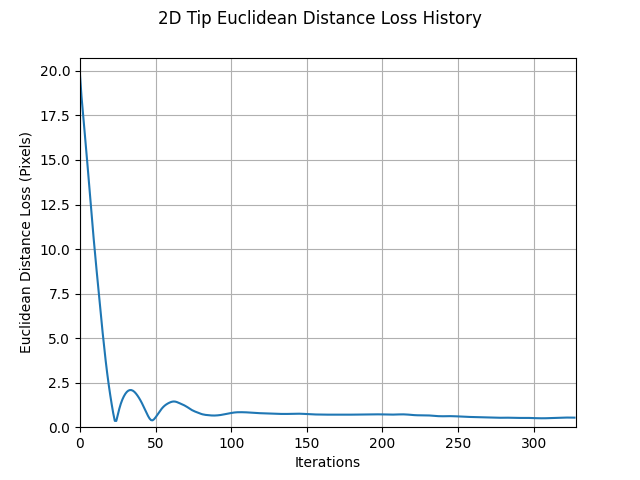 2D Tip Euclidean Distance Loss History
Euclidean Distance Loss (Pixels)
20.0
17.5
15.0
12.5
10.0
7.5
5.0
2.5
0.0
0 50 100 150 200 250 300
Iterations